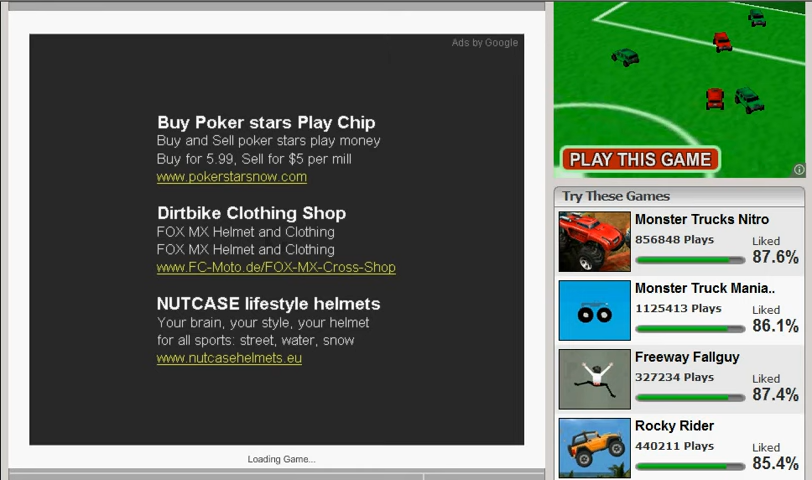 Ads by Google
Buy Poker stars Play Chip
Buy and Sell poker stars play money
Buy for 5.99, Sell for $5 per mill
www.pokerstarsnow.com
Dirtbike Clothing Shop
FOX MX Helmet and Clothing
FOX MX Helmet and Clothing
www.FC-Moto.de/FOX-MX-Cross-Shop
NUTCASE lifestyle helmets
Your brain, your style, your helmet
for all sports: street, water, snow
www.nutcasehelmets.eu
Loading Game...
PLAY THIS GAME
Try These Games
Monster Trucks Nitro
856848 Plays
Liked
87.6%
Monster Truck Mania..
1125413 Plays
Liked
86.1%
Freeway Fallguy
327234 Plays
Liked
87.4%
Rocky Rider
440211 Plays
Liked
85.4%